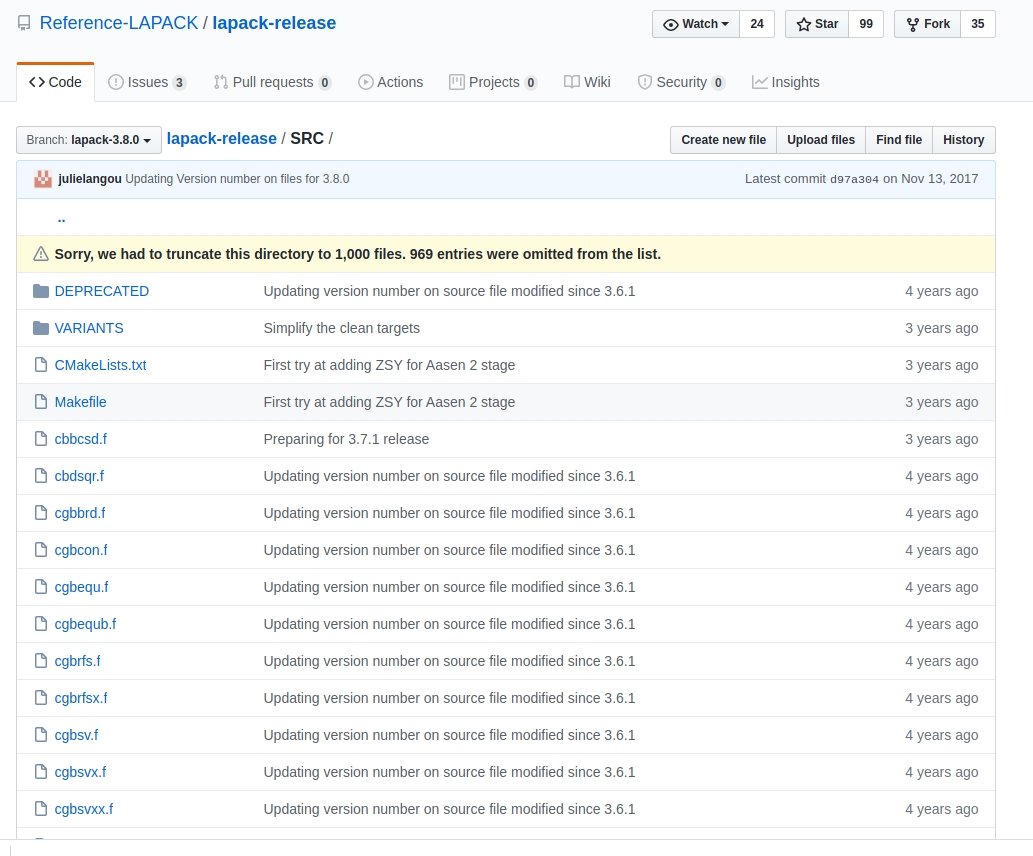 Reference-LAPACK / lapack-release
Watch 24 Star 99 Fork 35
Code Issues 3 Pull requests 0 Actions Projects 0 Wiki Security 0 Insights
Branch: lapack-3.8.0 lapack-release / SRC /
Create new file Upload files Find file History
julielangou Updating Version number on files for 3.8.0 Latest commit d97a304 on Nov 13, 2017
..
Sorry, we had to truncate this directory to 1,000 files. 969 entries were omitted from the list.
DEPRECATED Updating version number on source file modified since 3.6.1 4 years ago
VARIANTS Simplify the clean targets 3 years ago
CMakeLists.txt First try at adding ZSY for Aasen 2 stage 3 years ago
Makefile First try at adding ZSY for Aasen 2 stage 3 years ago
cbbcsd.f Preparing for 3.7.1 release 3 years ago
cbdsqr.f Updating version number on source file modified since 3.6.1 4 years ago
cgbbrd.f Updating version number on source file modified since 3.6.1 4 years ago
cgbcon.f Updating version number on source file modified since 3.6.1 4 years ago
cgbequ.f Updating version number on source file modified since 3.6.1 4 years ago
cgbequb.f Updating version number on source file modified since 3.6.1 4 years ago
cgbrfs.f Updating version number on source file modified since 3.6.1 4 years ago
cgbrfsx.f Updating version number on source file modified since 3.6.1 4 years ago
cgbsv.f Updating version number on source file modified since 3.6.1 4 years ago
cgbsvx.f Updating version number on source file modified since 3.6.1 4 years ago
cgbsvxx.f Updating version number on source file modified since 3.6.1 4 years ago